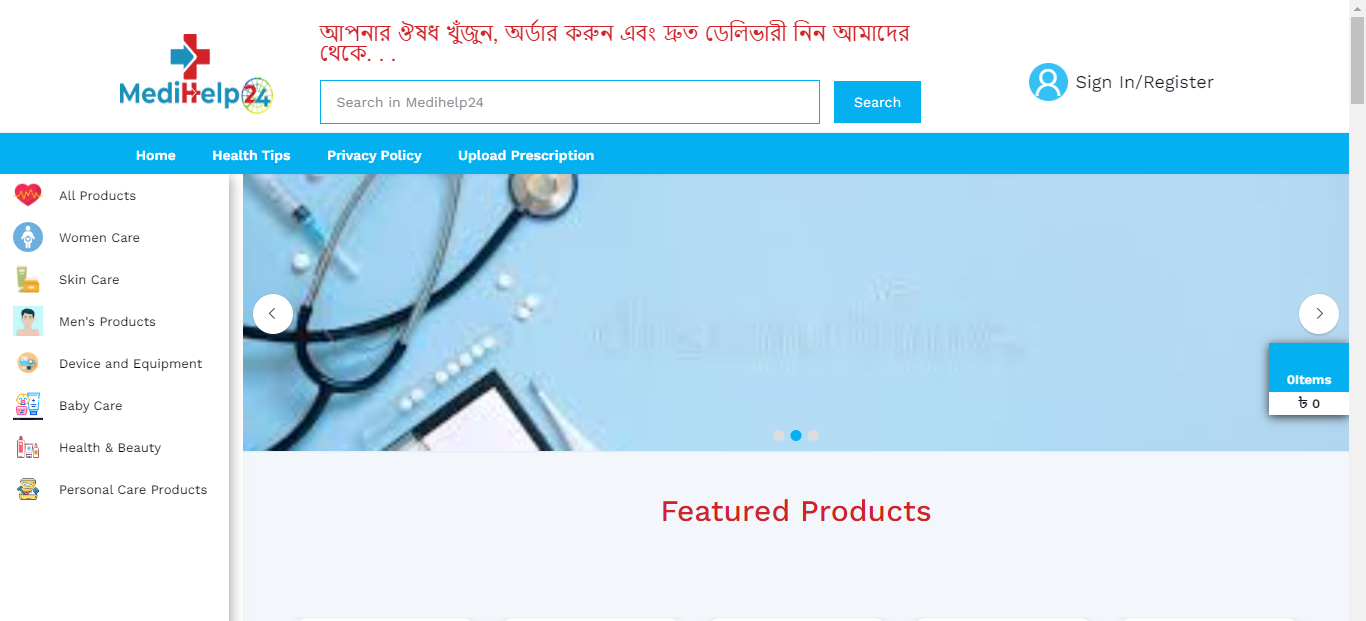 আপনার ঔষধ খুঁজুন, অর্ডার করুন এবং দ্রুত ডেলিভারী নিন আমাদের
থেকে. . .
MediHelp24
Search in Medihelp24
Search
Sign In/Register
Home
Health Tips
Privacy Policy
Upload Prescription
All Products
Women Care
Skin Care
Men's Products
Device and Equipment
Baby Care
Health & Beauty
Personal Care Products
0Items
৳ 0
Featured Products